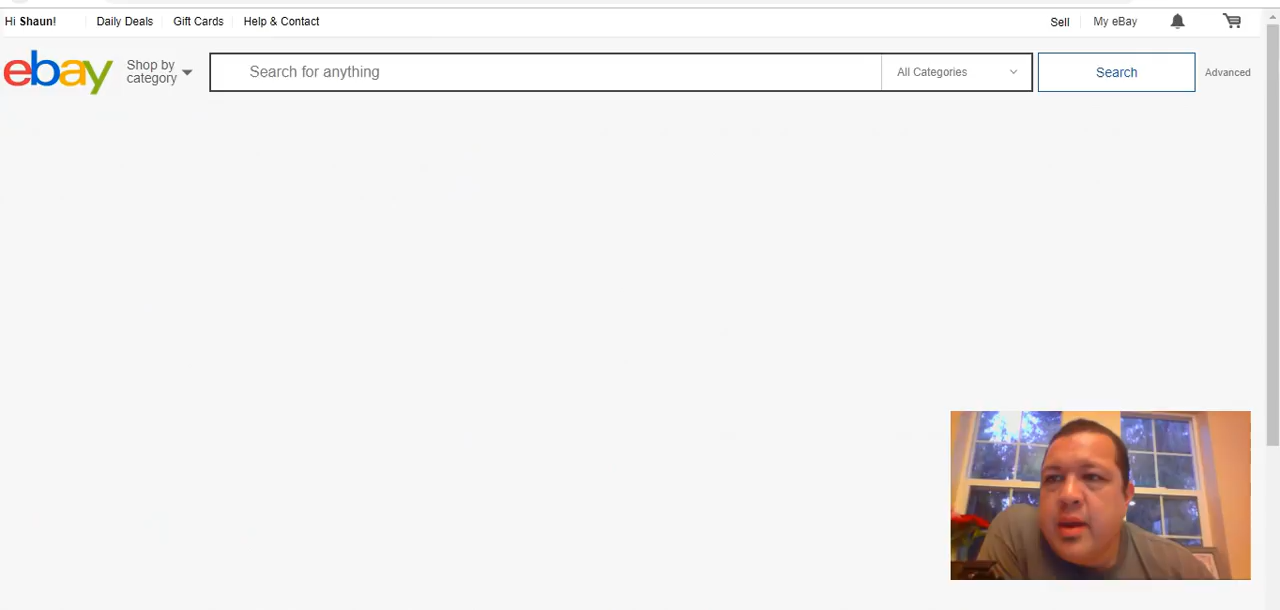 Hi Shaun! Daily Deals Gift Cards Help & Contact Sell My eBay
ebay Shop by category Search for anything All Categories Search Advanced